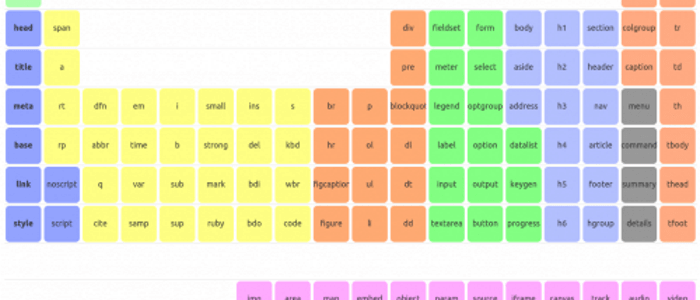 head span div fieldset form body h1 section colgroup tr
title a pre meter select aside h2 header caption td
meta rt dfn em i small ins s br p blockquot legend optgroup address h3 nav menu th
base rp abbr time b strong del kbd hr ol dl label option datalist h4 article command tbody
link noscript q var sub mark bdi wbr figcaption ul dt input output keygen h5 footer summary thead
style script cite samp sup ruby bdo code figure li dd textarea button progress h6 hgroup details tfoot
img area map embed object param source iframe canvas track audio video